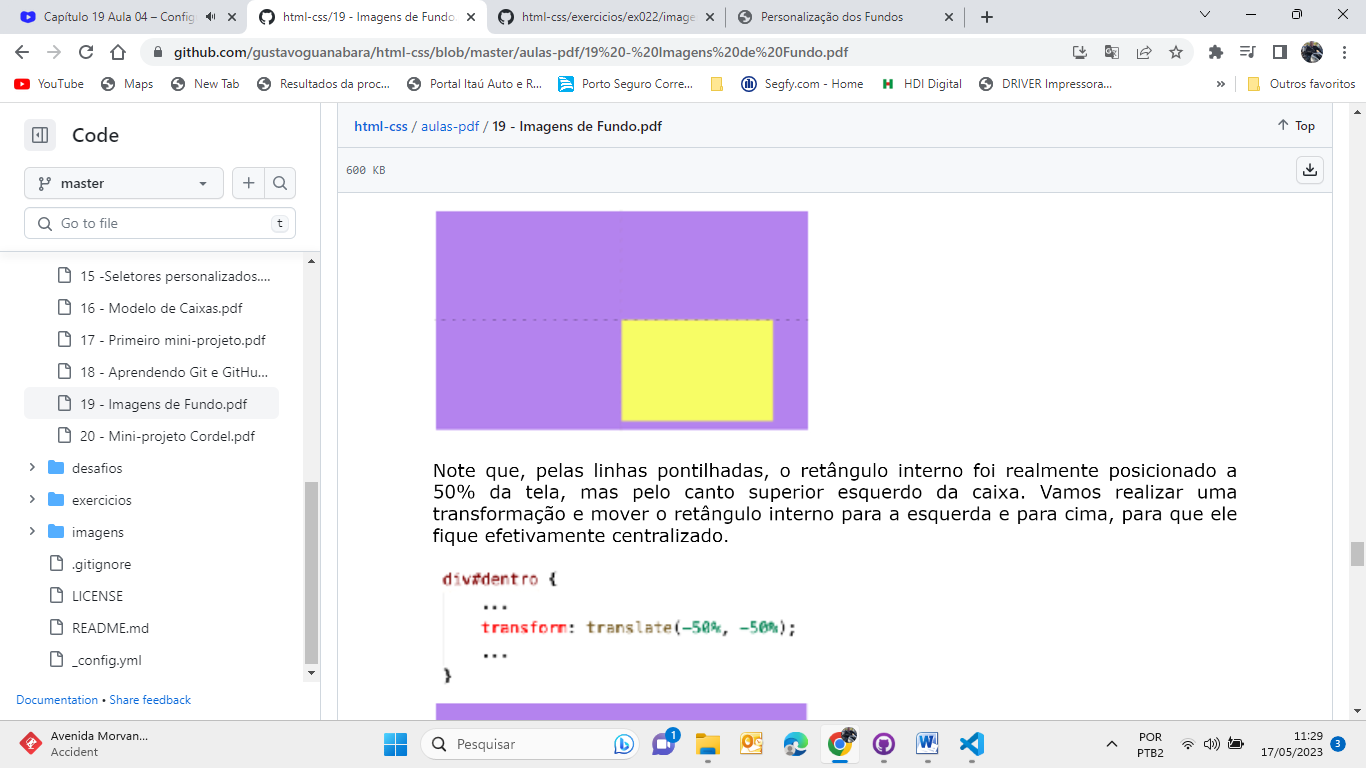 Capítulo 19 Aula 04 – Config
html-css/19 - Imagens de Fundo.
html-css/exercicios/ex022/image
Personalização dos Fundos
github.com/gustavoguanabara/html-css/blob/master/aulas-pdf/19%20-%20Imagens%20de%20Fundo.pdf
YouTube
Maps
New Tab
Resultados da proc...
Portal Itaú Auto e R...
Porto Seguro Corre...
Segfy.com - Home
HDI Digital
DRIVER Impressora...
»
Outros favoritos
Code
master
Go to file
t
15 -Seletores personalizados....
16 - Modelo de Caixas.pdf
17 - Primeiro mini-projeto.pdf
18 - Aprendendo Git e GitHu...
19 - Imagens de Fundo.pdf
20 - Mini-projeto Cordel.pdf
desafios
exercicios
imagens
.gitignore
LICENSE
README.md
_config.yml
Documentation • Share feedback
html-css / aulas-pdf / 19 - Imagens de Fundo.pdf
Top
600 KB
Note que, pelas linhas pontilhadas, o retângulo interno foi realmente posicionado a
50% da tela, mas pelo canto superior esquerdo da caixa. Vamos realizar uma
transformação e mover o retângulo interno para a esquerda e para cima, para que ele
fique efetivamente centralizado.
div#dentro {
...
transform: translate(-50%, -50%);
...
}
Avenida Morvan...
Accident
Pesquisar
1
POR
PTB2
11:29
17/05/2023
3